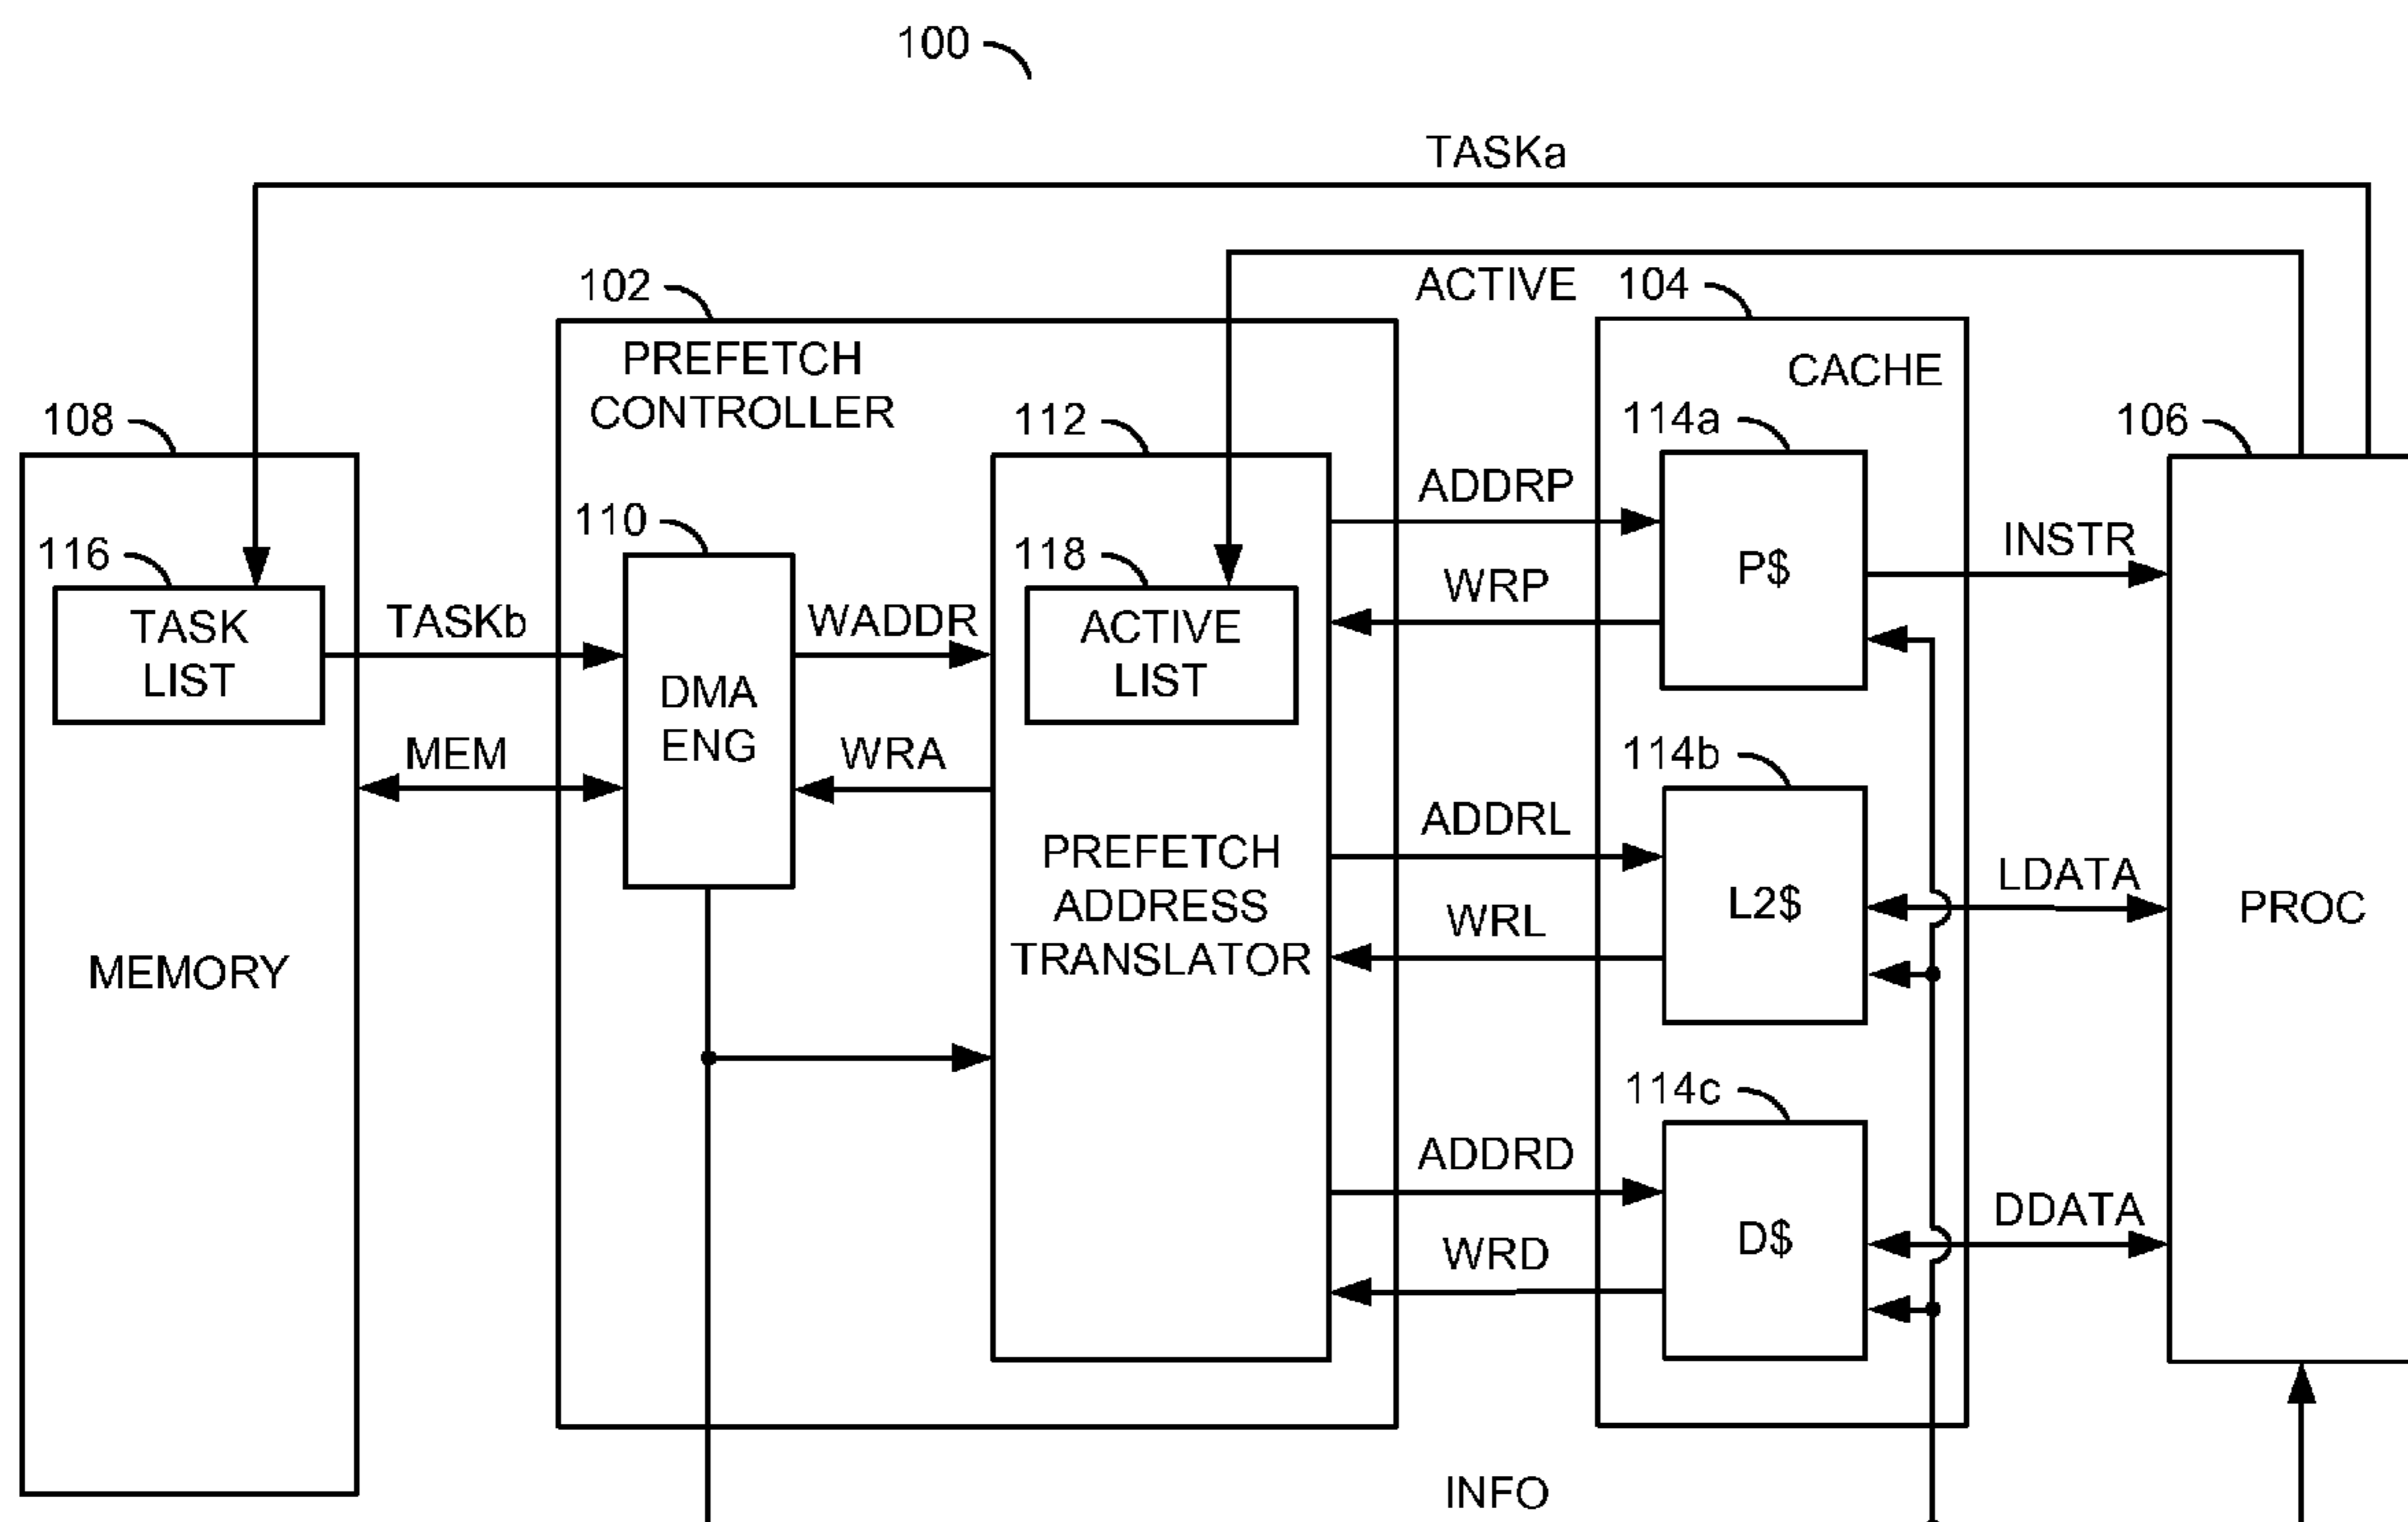 100
TASKa
ACTIVE
102
104
PREFETCH
CONTROLLER
CACHE
108
112
114a
106
110
ADDRP
116
118
P$
INSTR
WRP
TASK
LIST
TASKb
WADDR
ACTIVE
LIST
DMA
ENG
MEM
WRA
114b
ADDRL
PREFETCH
ADDRESS
TRANSLATOR
L2$
LDATA
PROC
WRL
MEMORY
114c
ADDRD
DDATA
D$
WRD
INFO